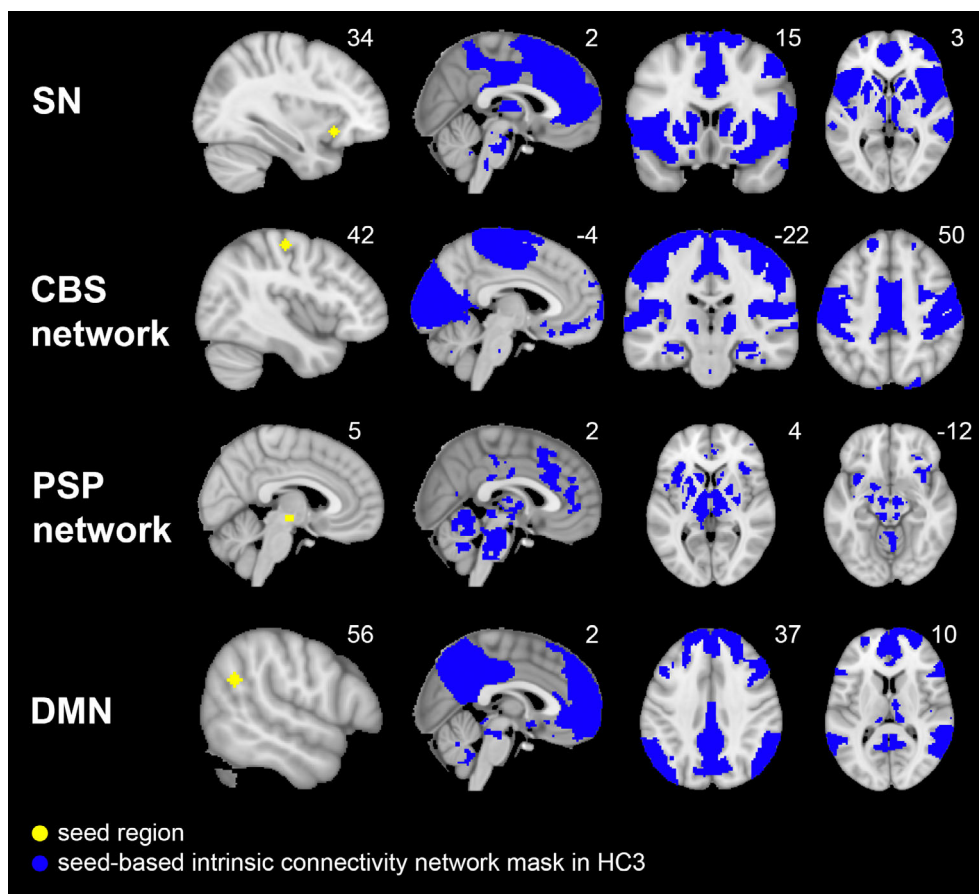 34
2
15
3
SN
42
-4
-22
50
CBS
network
5
2
4
-12
PSP
network
56
2
37
10
DMN
seed region
seed-based intrinsic connectivity network mask in HC3